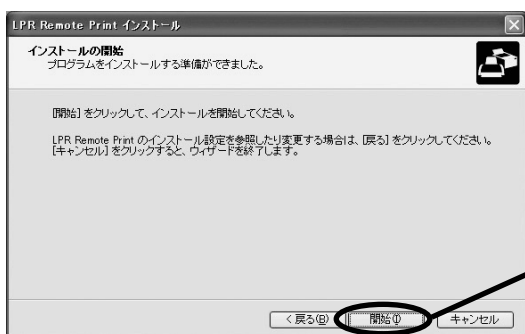 LPR Remote Print インストール
インストールの開始
プログラムをインストールする準備ができました。
[開始] をクリックして、インストールを開始してください。
LPR Remote Print のインストール設定を参照したり変更する場合は、[戻る] をクリックしてください。
[キャンセル] をクリックすると、ウィザードを終了します。
< 戻る(B) 開始(I) キャンセル